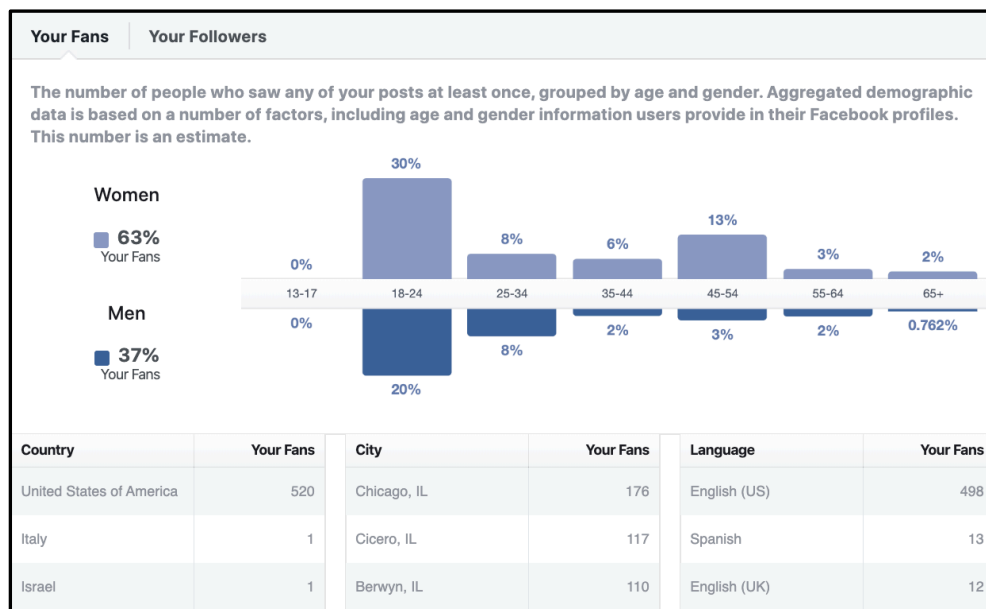 Your Fans Your Followers
The number of people who saw any of your posts at least once, grouped by age and gender. Aggregated demographic
data is based on a number of factors, including age and gender information users provide in their Facebook profiles.
This number is an estimate.
Women
63%
Your Fans
Men
37%
Your Fans
0% 30% 8% 6% 13% 3% 2%
13-17 18-24 25-34 35-44 45-54 55-64 65+
0% 20% 8% 2% 3% 2% 0.762%
Country Your Fans City Your Fans Language Your Fans
United States of America 520 Chicago, IL 176 English (US) 498
Italy 1 Cicero, IL 117 Spanish 13
Israel 1 Berwyn, IL 110 English (UK) 12